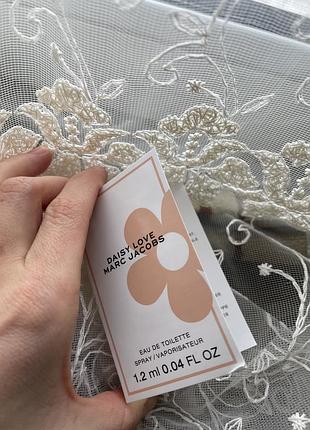 DAISY LOVE
MARC JACOBS
EAU DE TOILETTE
SPRAY / VAPORISATEUR
1.2 ml 0.04 FL OZ